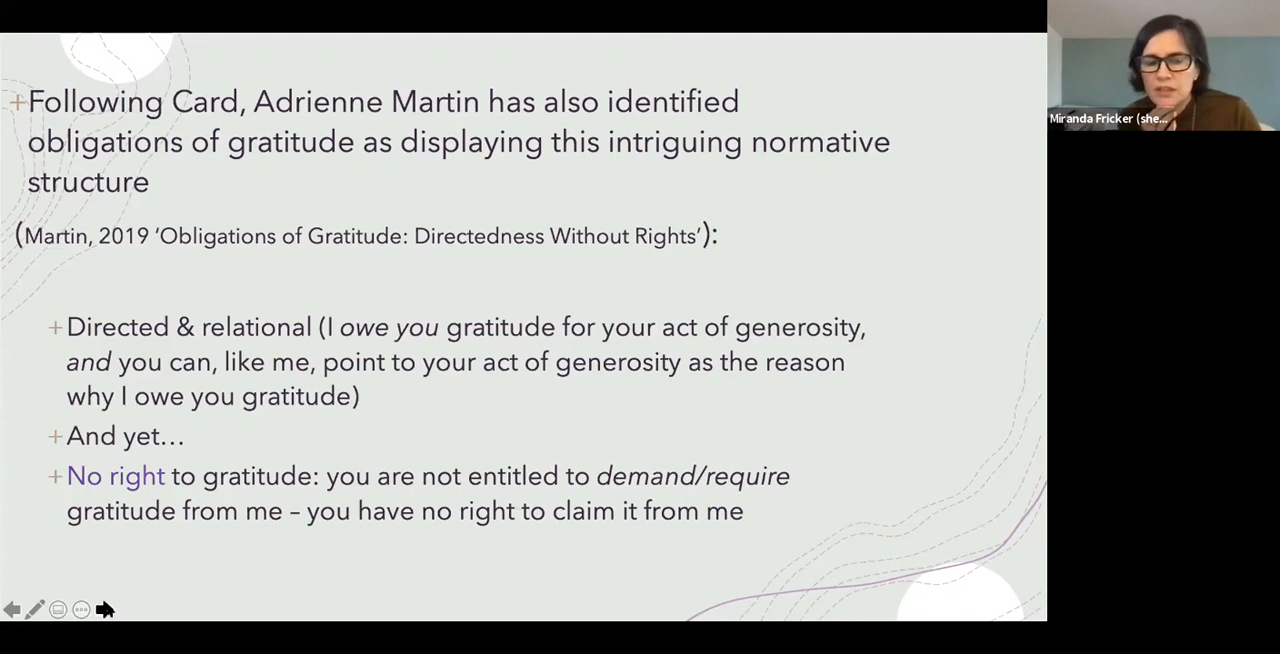 +Following Card, Adrienne Martin has also identified
obligations of gratitude as displaying this intriguing normative
structure
(Martin, 2019 ‘Obligations of Gratitude: Directedness Without Rights’):
+Directed & relational (I owe you gratitude for your act of generosity,
and you can, like me, point to your act of generosity as the reason
why I owe you gratitude)
+And yet…
+No right to gratitude: you are not entitled to demand/require
gratitude from me – you have no right to claim it from me
Miranda Fricker (she...